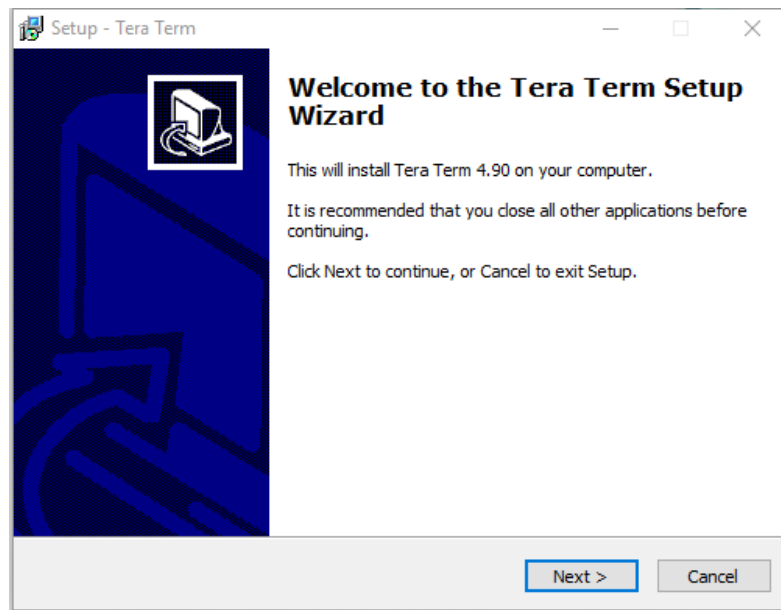 Setup - Tera Term
Welcome to the Tera Term Setup
Wizard
This will install Tera Term 4.90 on your computer.
It is recommended that you close all other applications before
continuing.
Click Next to continue, or Cancel to exit Setup.
Next >
Cancel